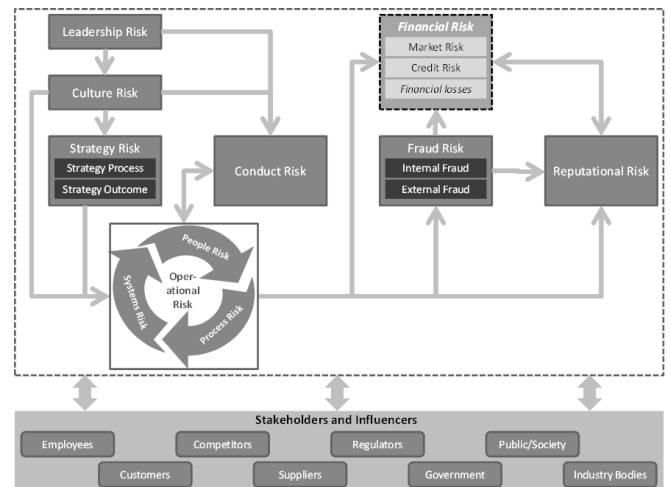 Leadership Risk
Culture Risk
Strategy Risk
Strategy Process
Strategy Outcome
Conduct Risk
Oper-
ational
Risk
People Risk
Process Risk
Systems Risk
Financial Risk
Market Risk
Credit Risk
Financial losses
Fraud Risk
Internal Fraud
External Fraud
Reputational Risk
Stakeholders and Influencers
Employees
Competitors
Regulators
Public/Society
Customers
Suppliers
Government
Industry Bodies